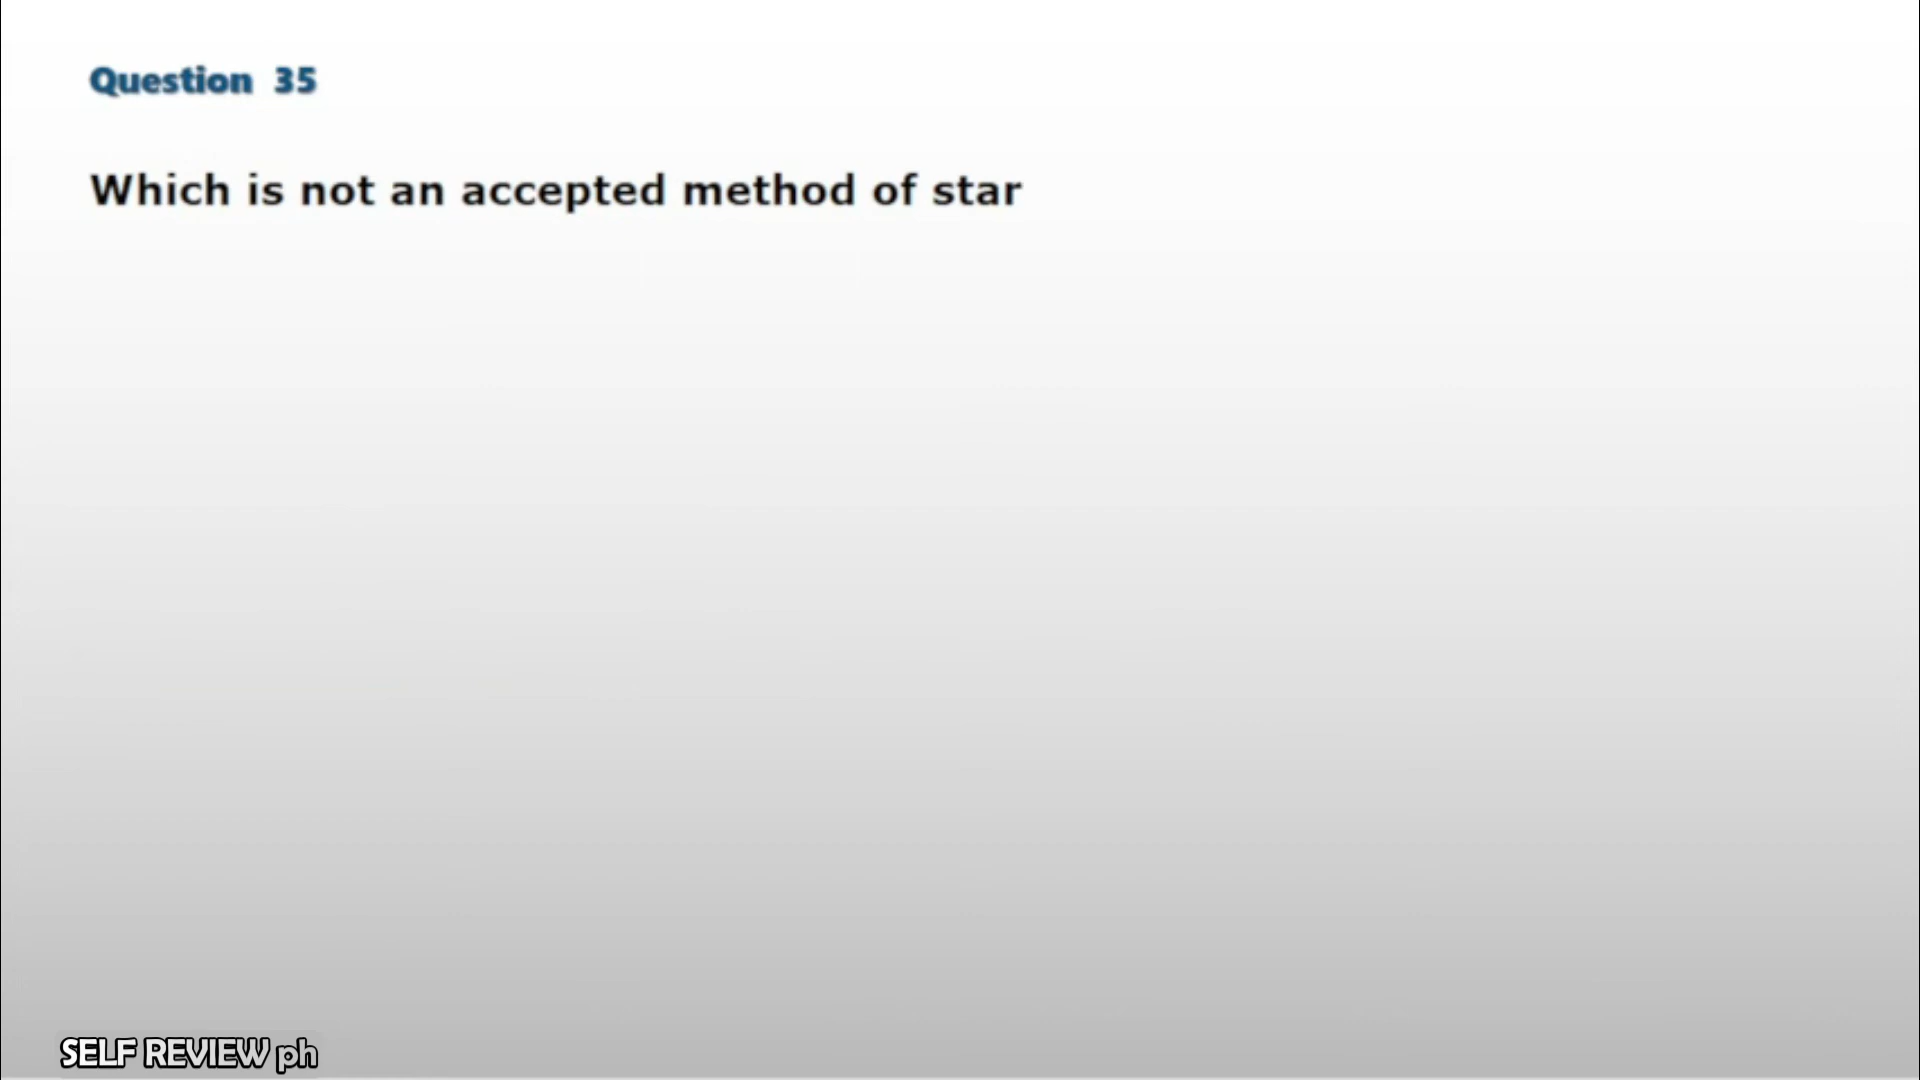 Question 35
Which is not an accepted method of star
SELF REVIEW ph